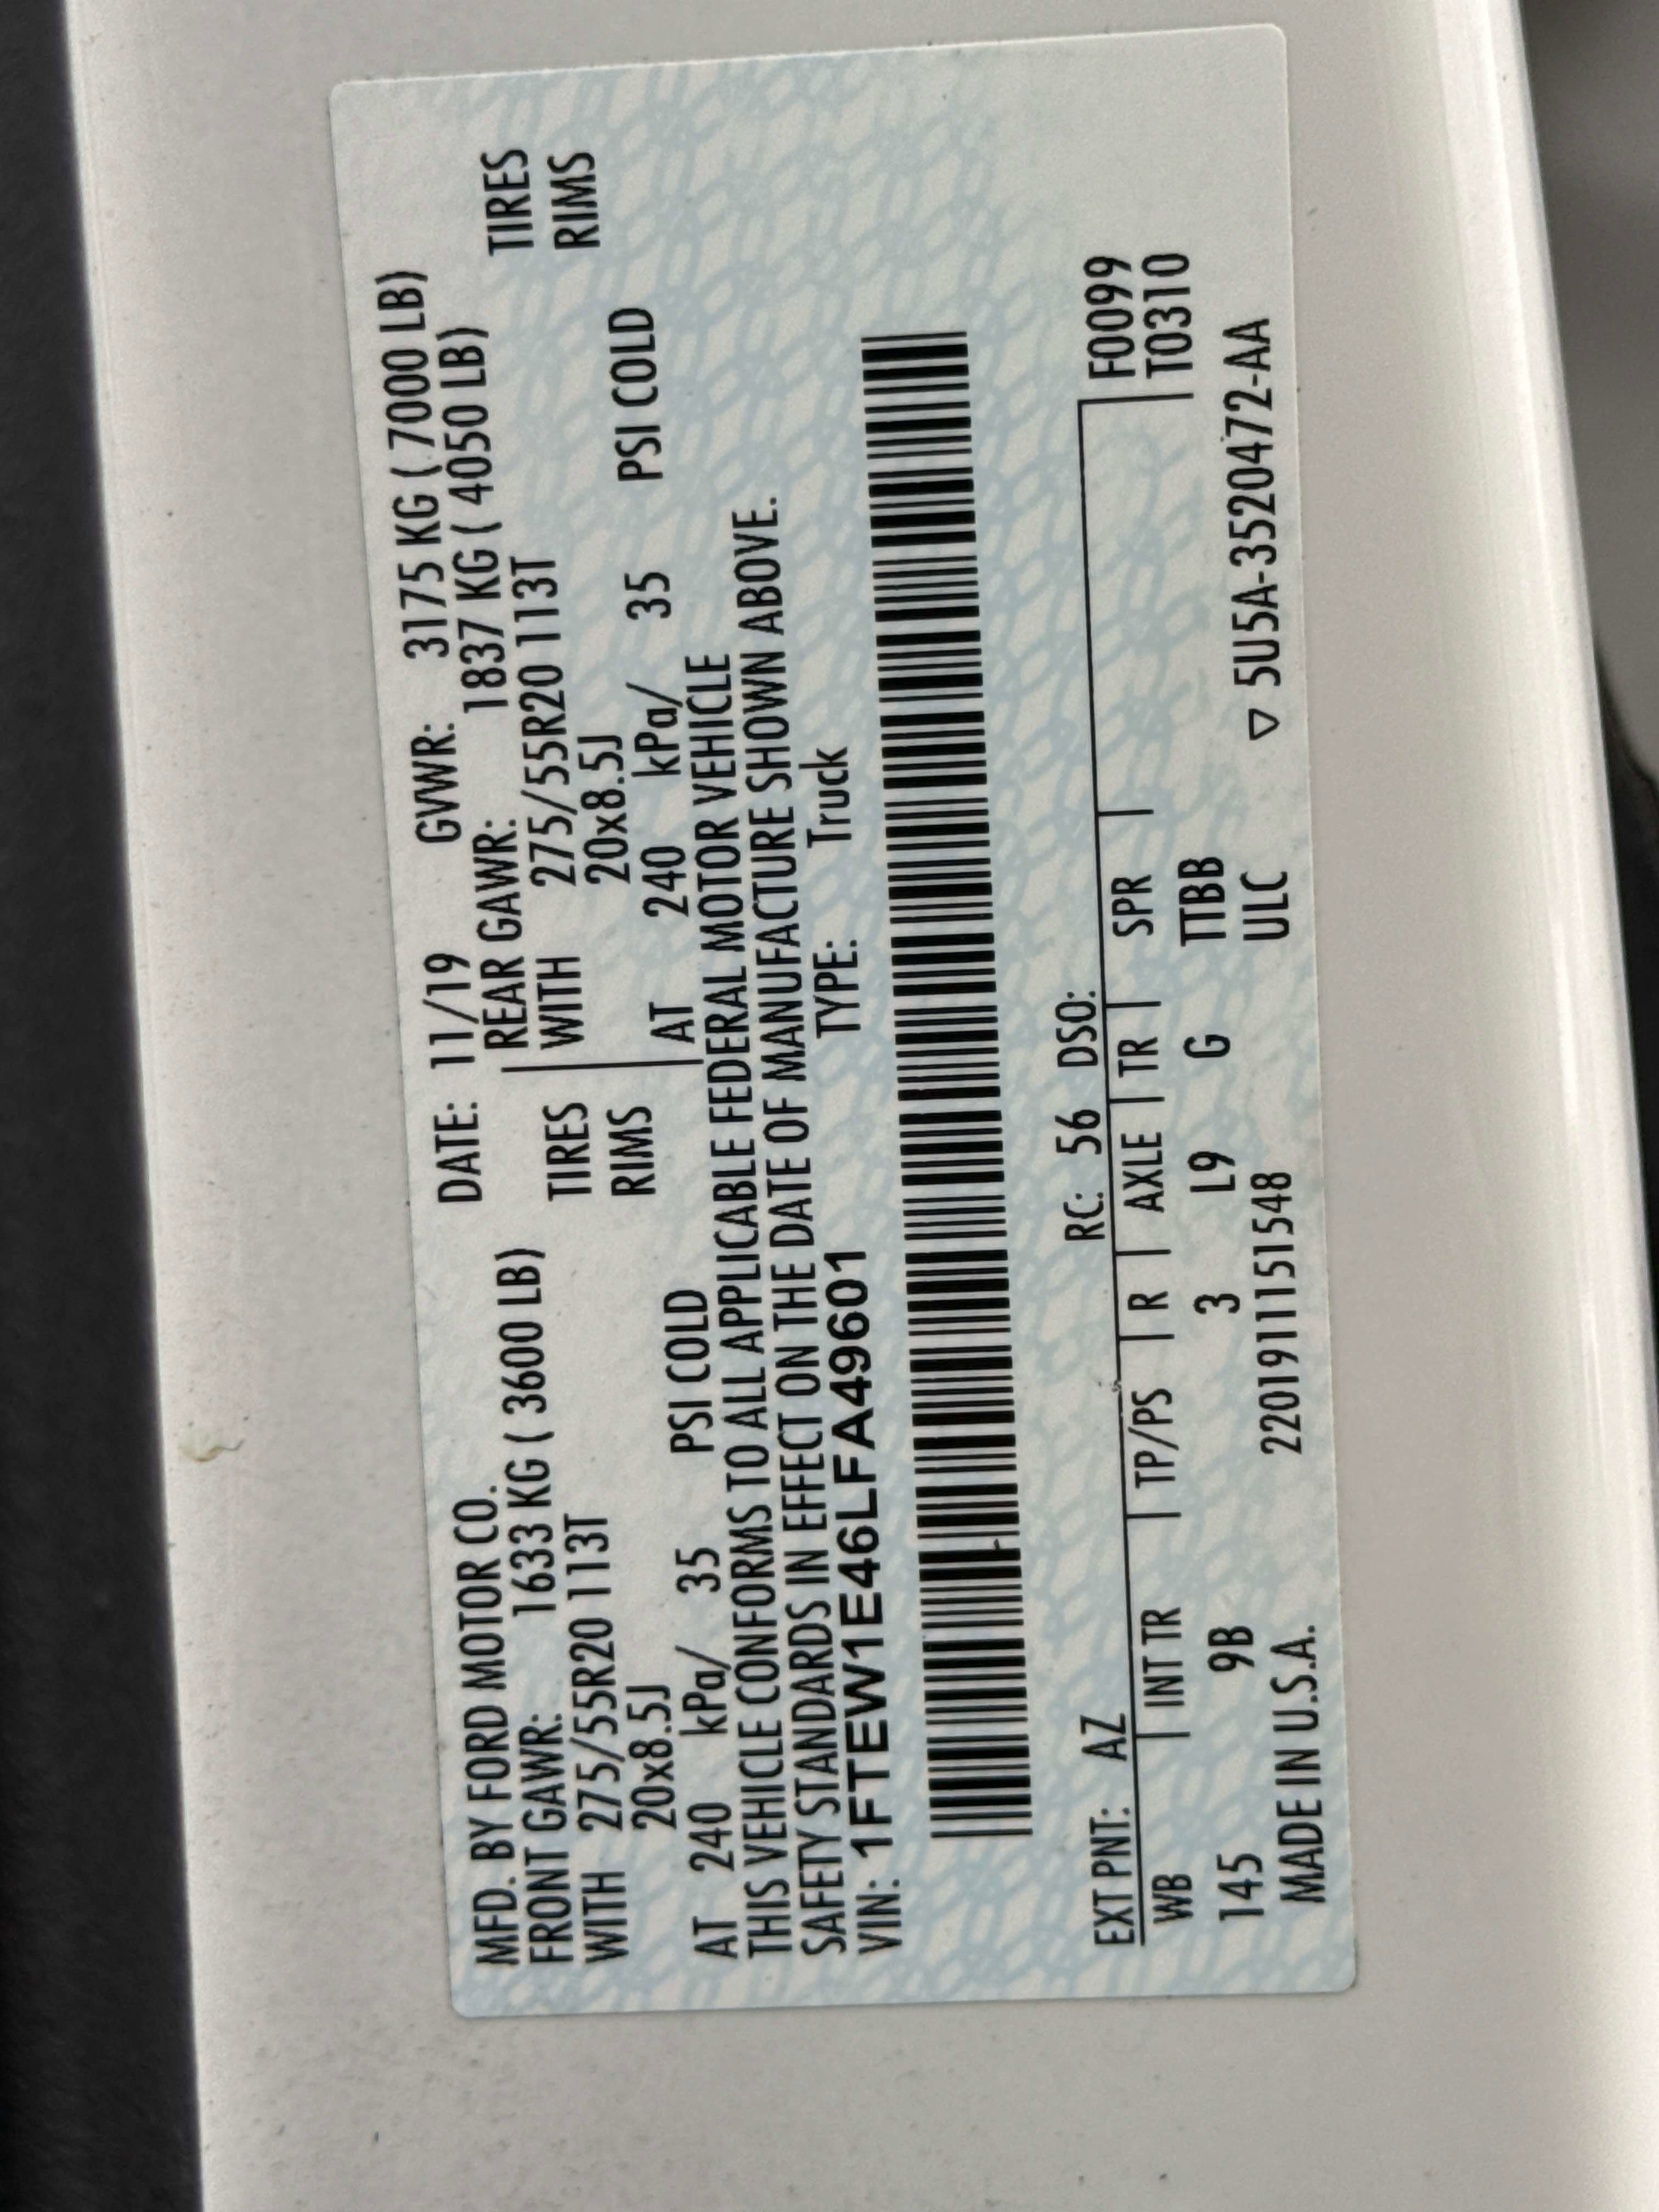 MFD. BY FORD MOTOR CO. DATE: 11/19 GVWR: 3175 KG ( 7000 LB)
FRONT GAWR: 1633 KG ( 3600 LB) REAR GAWR: 1837 KG ( 4050 LB)
WITH 275/55R20 113T TIRES WITH 275/55R20 113T TIRES
20x8.5J RIMS 20x8.5J RIMS
AT 240 kPa/ 35 PSI COLD AT 240 kPa/ 35 PSI COLD
THIS VEHICLE CONFORMS TO ALL APPLICABLE FEDERAL MOTOR VEHICLE
SAFETY STANDARDS IN EFFECT ON THE DATE OF MANUFACTURE SHOWN ABOVE.
VIN: 1FTEW1E46LFA49601 TYPE: Truck
EXT PNT: AZ RC: 56 DSO:
WB INT TR TP/PS R AXLE TR SPR F0099
T0310
145 9B 3 L9 G TTBB
ULC
MADE IN U.S.A. 2201911151548 ▽ 5U5A-3520472-AA